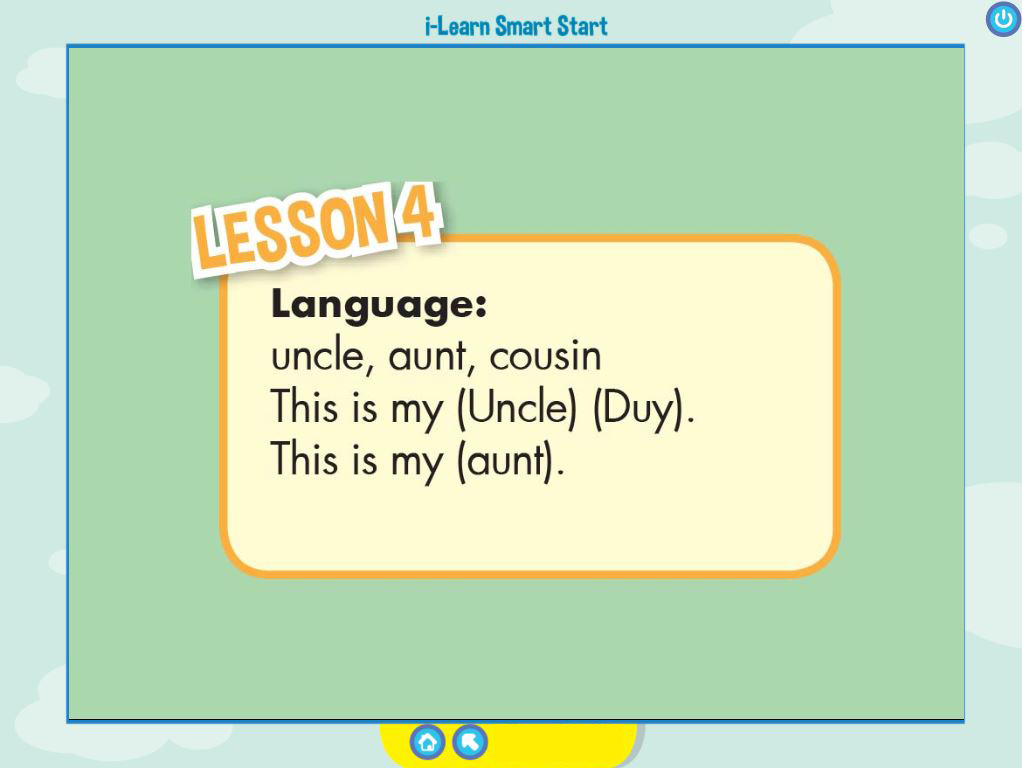 i-Learn Smart Start
LESSON 4
Language:
uncle, aunt, cousin
This is my (Uncle) (Duy).
This is my (aunt).